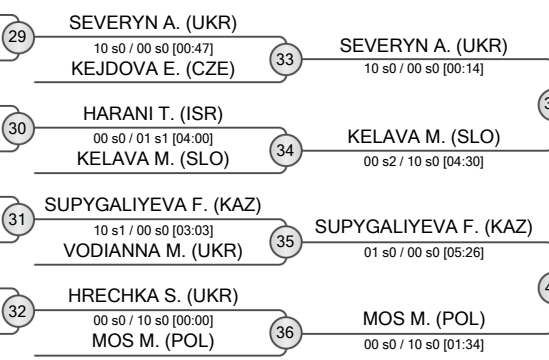 29
SEVERYN A. (UKR)
10 s0 / 00 s0 [00:47]
KEJDOVA E. (CZE)
33
SEVERYN A. (UKR)
10 s0 / 00 s0 [00:14]
30
HARANI T. (ISR)
00 s0 / 01 s1 [04:00]
KELAVA M. (SLO)
34
KELAVA M. (SLO)
00 s2 / 10 s0 [04:30]
31
SUPYGALIYEVA F. (KAZ)
10 s1 / 00 s0 [03:03]
VODIANNA M. (UKR)
35
SUPYGALIYEVA F. (KAZ)
01 s0 / 00 s0 [05:26]
32
HRECHKA S. (UKR)
00 s0 / 10 s0 [00:00]
MOS M. (POL)
36
MOS M. (POL)
00 s0 / 10 s0 [01:34]